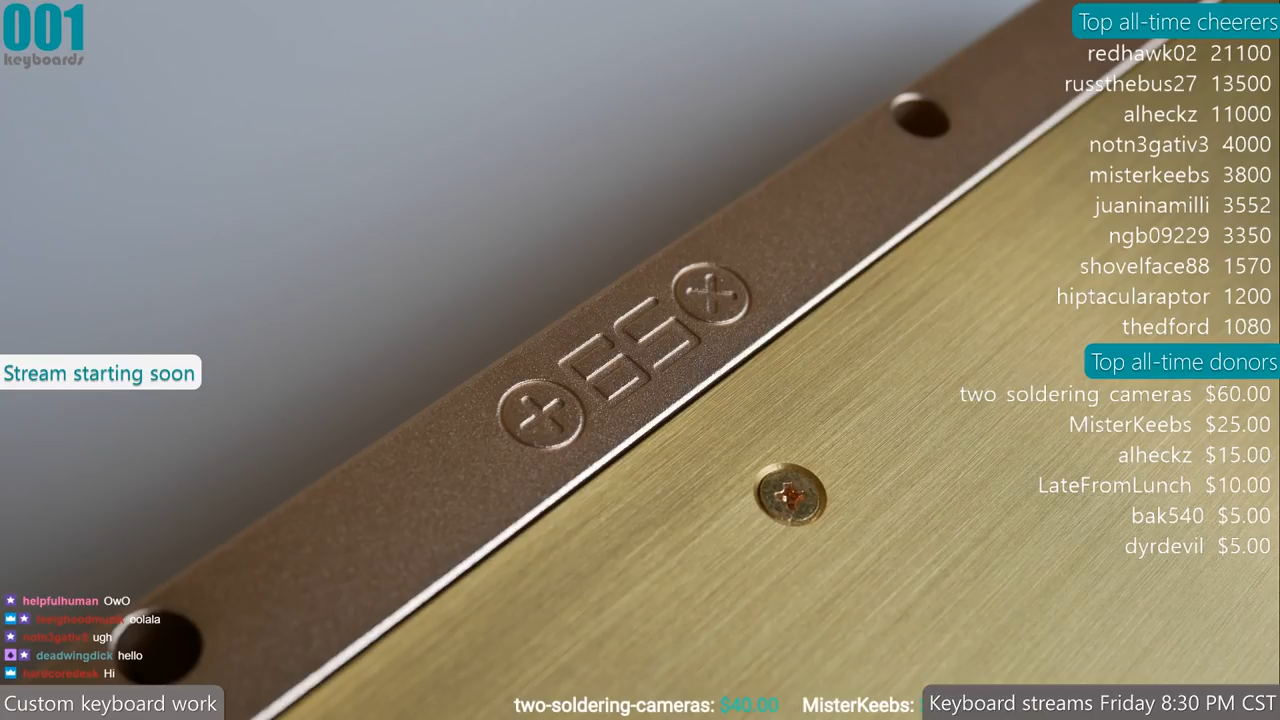 001
keyboards
Top all-time cheerers
redhawk02 21100
russthebus27 13500
alheckz 11000
notn3gativ3 4000
misterkeebs 3800
juaninamilli 3552
ngb09229 3350
shovelface88 1570
hiptacularaptor 1200
thedford 1080
Top all-time donors
two soldering cameras $60.00
MisterKeebs $25.00
alheckz $15.00
LateFromLunch $10.00
bak540 $5.00
dyrdevil $5.00
Stream starting soon
helpfulhuman OwO
oolala
notn3gativ3 ugh
deadwingdick hello
hardcoredesk Hi
Custom keyboard work
two-soldering-cameras: $40.00 MisterKeebs:
Keyboard streams Friday 8:30 PM CST